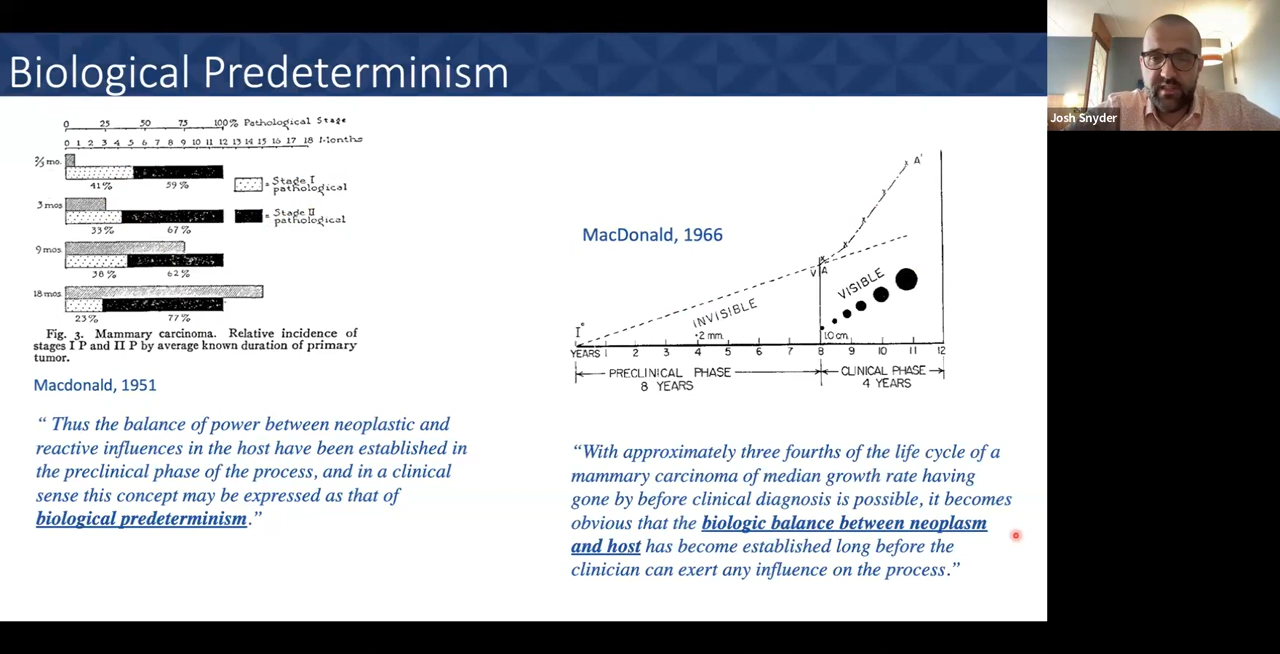 Biological Predeterminism
Josh Snyder
0 25 50 75 100% Pathological Stage
0 1 2 3 4 5 6 7 8 9 10 11 12 13 14 15 16 17 18 Months
⅔ mo.
41% 59%
= Stage I
pathological
3 mos
33% 67%
= Stage II
pathological
9 mos.
38% 62%
18 mos.
23% 77%
Fig. 3. Mammary carcinoma. Relative incidence of
stages I P and II P by average known duration of primary
tumor.
Macdonald, 1951
“ Thus the balance of power between neoplastic and
reactive influences in the host have been established in
the preclinical phase of the process, and in a clinical
sense this concept may be expressed as that of
biological predeterminism.”
MacDonald, 1966
A'
V A
INVISIBLE
VISIBLE
I°
.2 mm.
1.0 cm.
YEARS 1 2 3 4 5 6 7 8 9 10 11 12
PRECLINICAL PHASE
8 YEARS
CLINICAL PHASE
4 YEARS
“With approximately three fourths of the life cycle of a
mammary carcinoma of median growth rate having
gone by before clinical diagnosis is possible, it becomes
obvious that the biologic balance between neoplasm
and host has become established long before the
clinician can exert any influence on the process.”